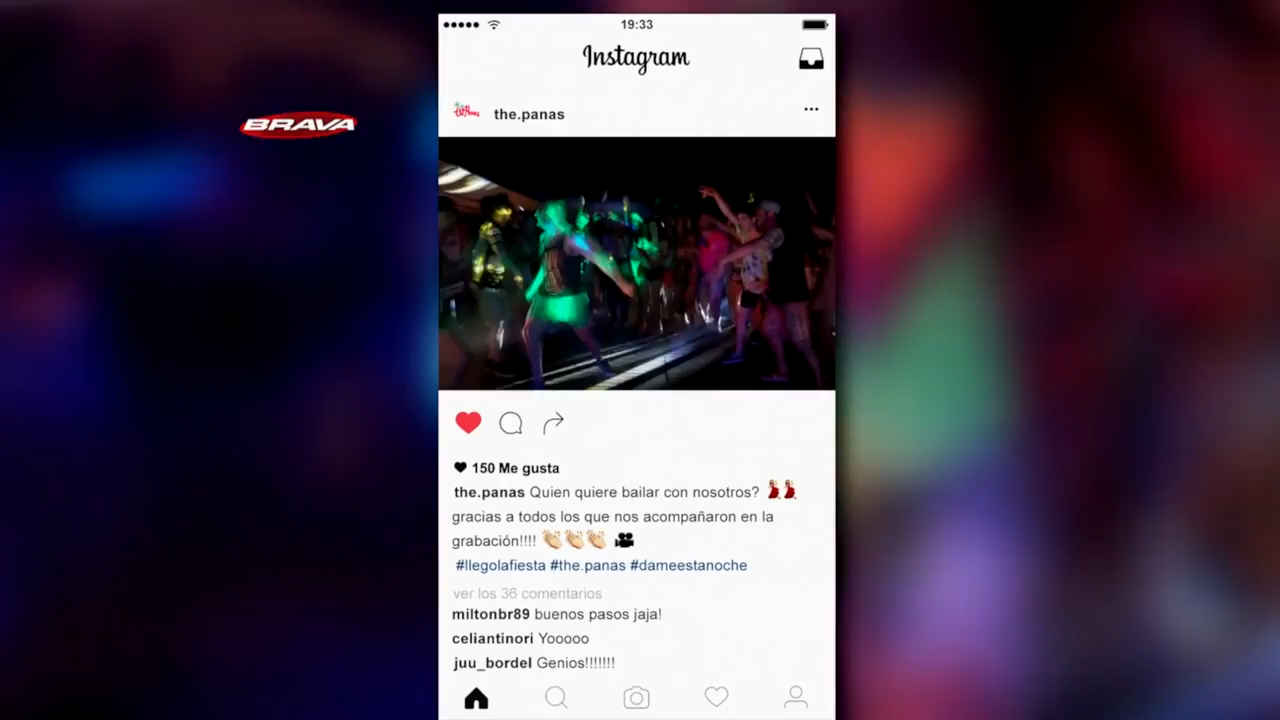 19:33
Instagram
BRAVA
the.panas
150 Me gusta
the.panas Quien quiere bailar con nosotros? 💃💃
gracias a todos los que nos acompañaron en la
grabación!!!! 👏👏👏 🎥
#llegolafiesta #the.panas #dameestanoche
ver los 36 comentarios
miltonbr89 buenos pasos jaja!
celiantinori Yooooo
juu_bordel Genios!!!!!!!